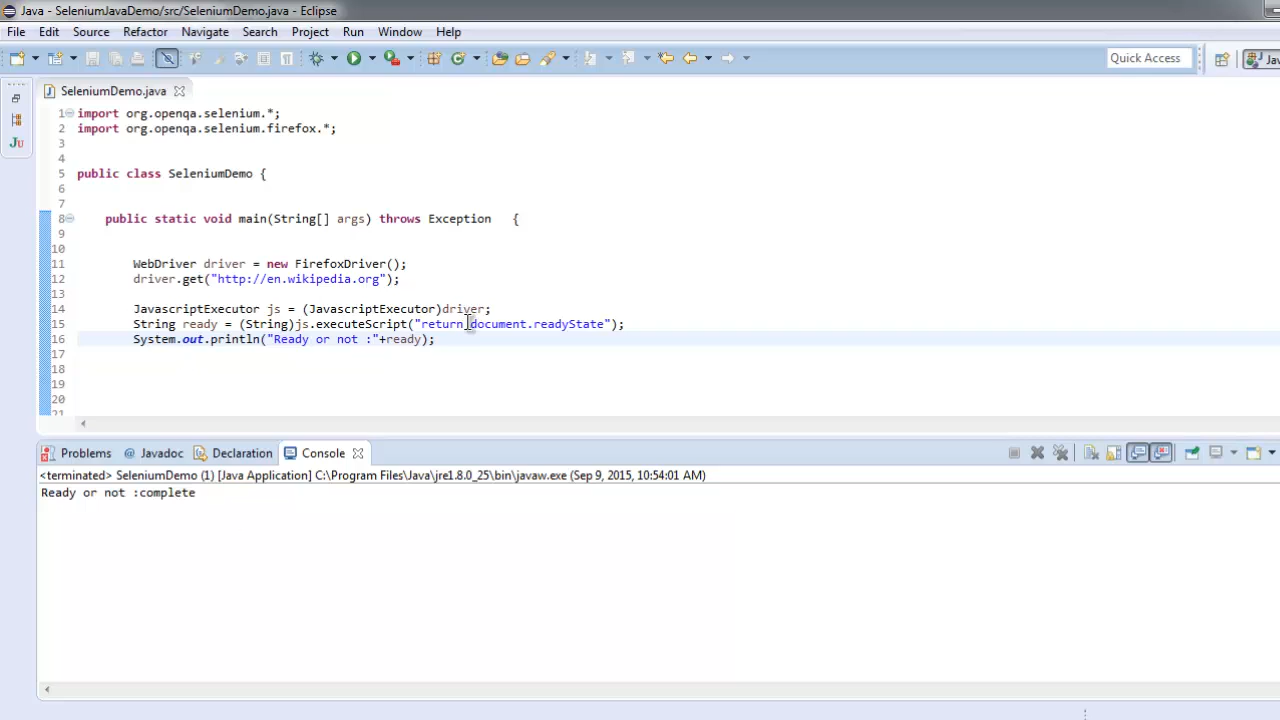 Java - SeleniumJavaDemo/src/SeleniumDemo.java - Eclipse
File Edit Source Refactor Navigate Search Project Run Window Help
Quick Access
SeleniumDemo.java
1 import org.openqa.selenium.*;
2 import org.openqa.selenium.firefox.*;
3
4
5 public class SeleniumDemo {
6
7
8 public static void main(String[] args) throws Exception {
9
10
11 WebDriver driver = new FirefoxDriver();
12 driver.get("http://en.wikipedia.org");
13
14 JavascriptExecutor js = (JavascriptExecutor)driver;
15 String ready = (String)js.executeScript("return document.readyState");
16 System.out.println("Ready or not :"+ready);
17
18
19
20
21
Problems @ Javadoc Declaration Console
<terminated> SeleniumDemo (1) [Java Application] C:\Program Files\Java\jre1.8.0_25\bin\javaw.exe (Sep 9, 2015, 10:54:01 AM)
Ready or not :complete